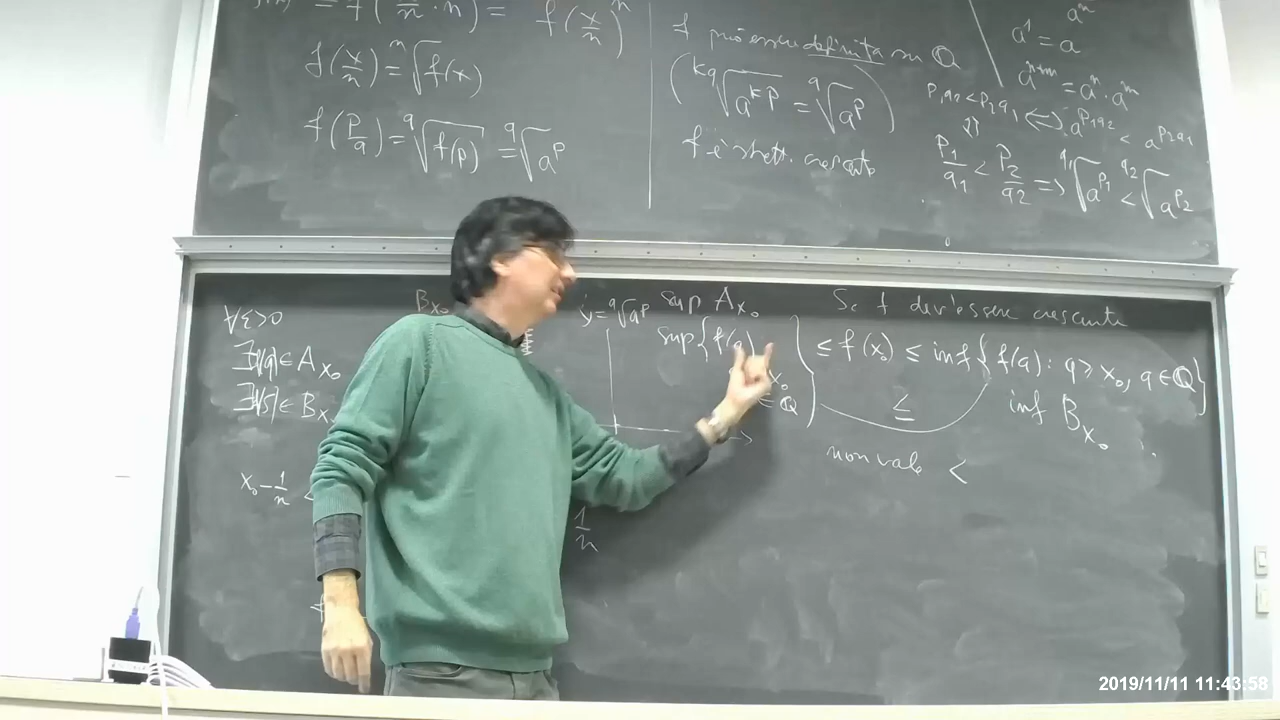 = f(x/n · n) = f(x/n)^n
f(x/n) = ⁿ√f(x)
f(p/q) = ^q√f(p) = ^q√a^p
f può essere definita su ℚ
(^kq√a^kp = ^q√a^p)
f è strett. crescente
a^n
a¹ = a
a^n+m = a^n · a^m
p₁q₂ < p₂q₁ ⟺ a^p₁q₂ < a^p₂q₁
⇕
p₁/q₁ < p₂/q₂ ⟹ ^q₁√a^p₁ < ^q₂√a^p₂
∀ε>0
∃f(q) ∈ A_x₀
∈ B_x
x₀ - 1/n <
B_x₀
y = ^q√a^p
sup A_x₀
Se f dev'essere crescente
sup { f(q) x₀ ∈ ℚ } ≤ f(x₀) ≤ inf { f(q) : q ≥ x₀, q ∈ ℚ }
≤
inf B_x₀
non vale <
1/n
2019/11/11 11:43:58